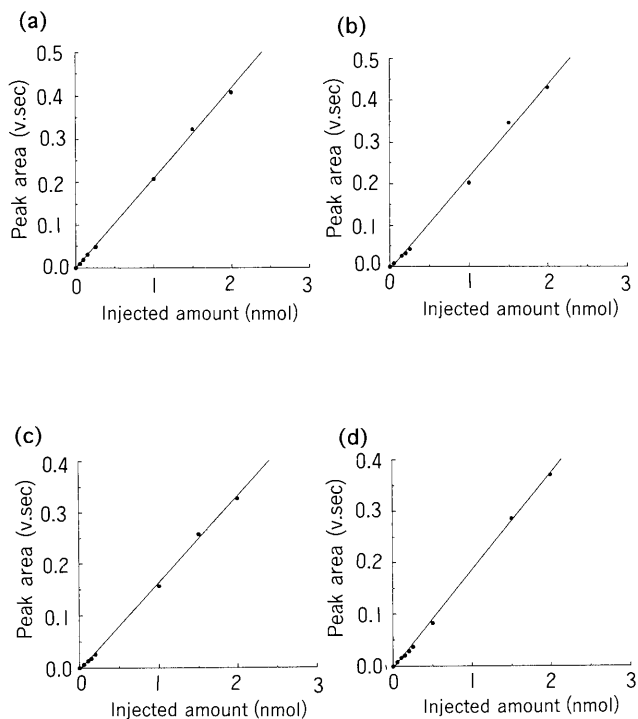 (a)
Peak area (v.sec)
0.5
0.4
0.3
0.2
0.1
0.0
0 1 2 3
Injected amount (nmol)
(b)
Peak area (v.sec)
0.5
0.4
0.3
0.2
0.1
0.0
0 1 2 3
Injected amount (nmol)
(c)
Peak area (v.sec)
0.4
0.3
0.2
0.1
0.0
0 1 2 3
Injected amount (nmol)
(d)
Peak area (v.sec)
0.4
0.3
0.2
0.1
0.0
0 1 2 3
Injected amount (nmol)